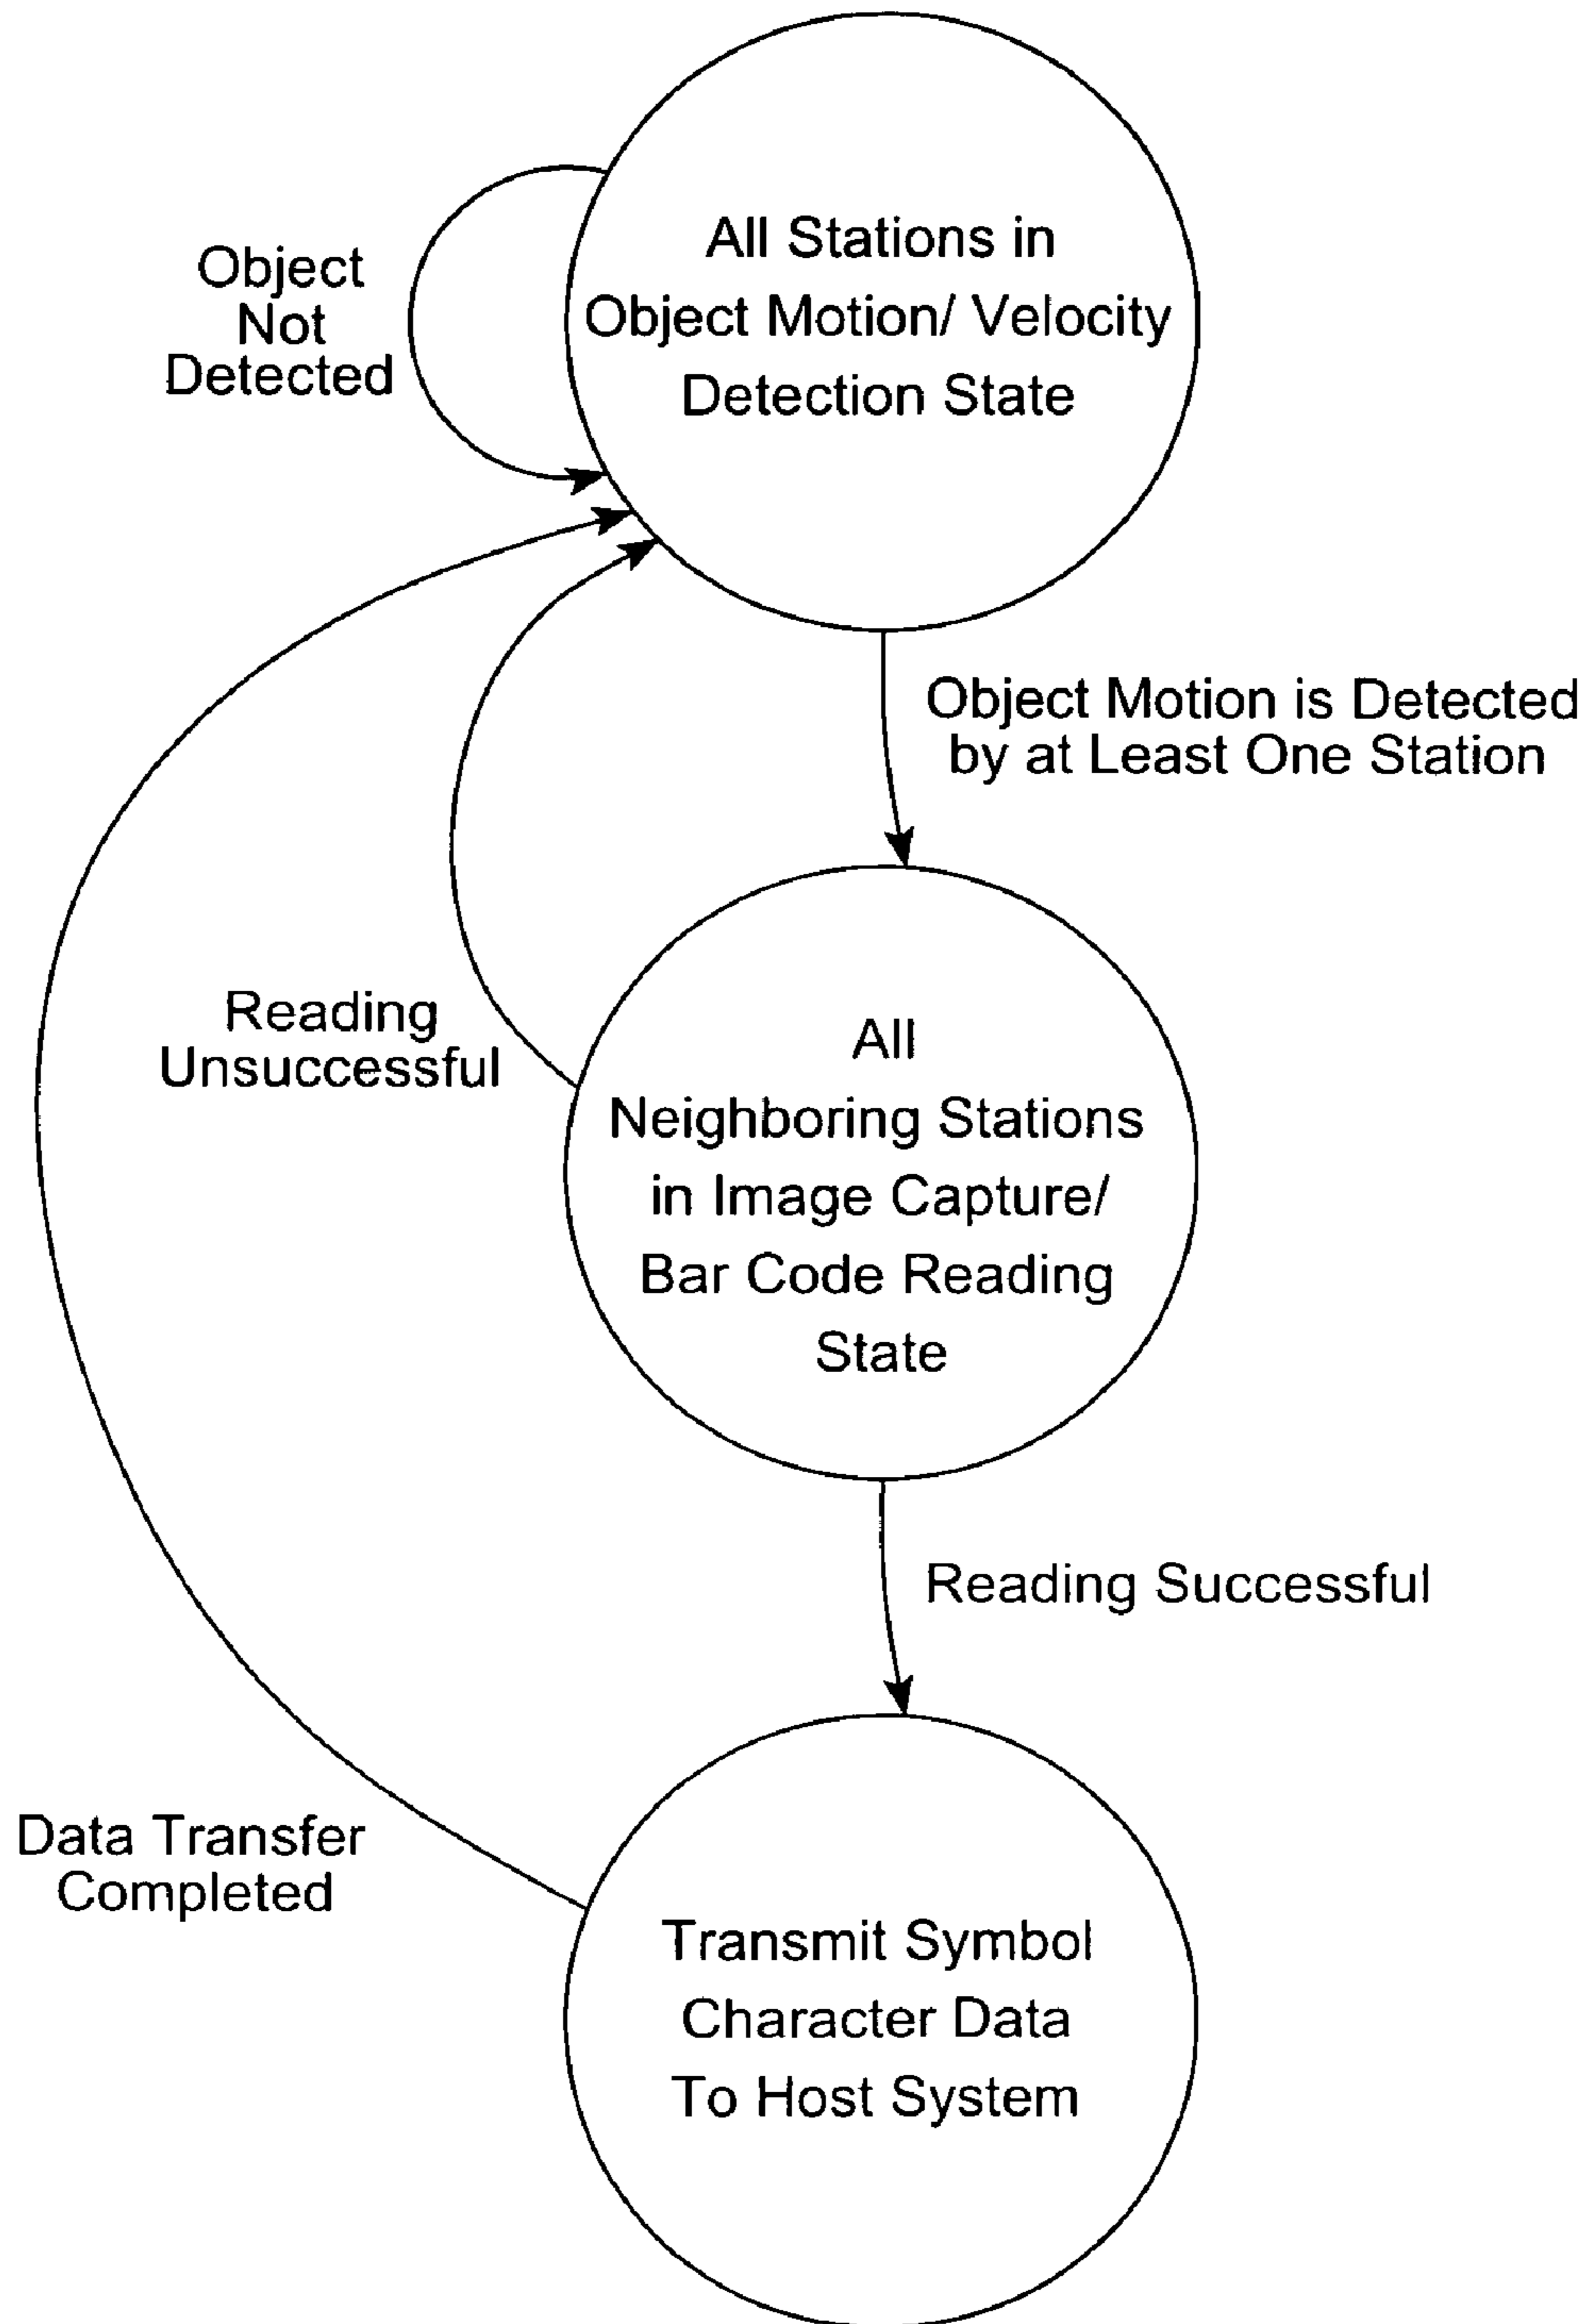 All Stations in
Object Motion/ Velocity
Detection State
Object
Not
Detected
Object Motion is Detected
by at Least One Station
All
Neighboring Stations
in Image Capture/
Bar Code Reading
State
Reading
Unsuccessful
Reading Successful
Data Transfer
Completed
Transmit Symbol
Character Data
To Host System